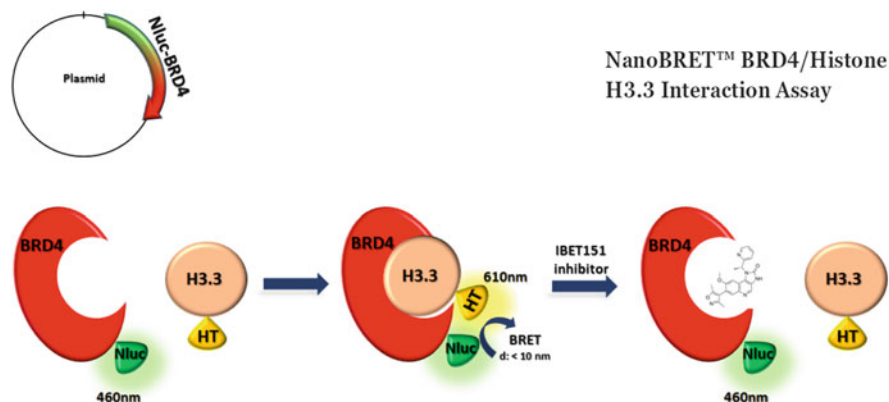 Plasmid
Nluc-BRD4
NanoBRET™ BRD4/Histone
H3.3 Interaction Assay
BRD4
H3.3
HT
Nluc
460nm
BRD4
H3.3
610nm
HT
Nluc
BRET
d: < 10 nm
IBET151
inhibitor
BRD4
H3.3
HT
Nluc
460nm